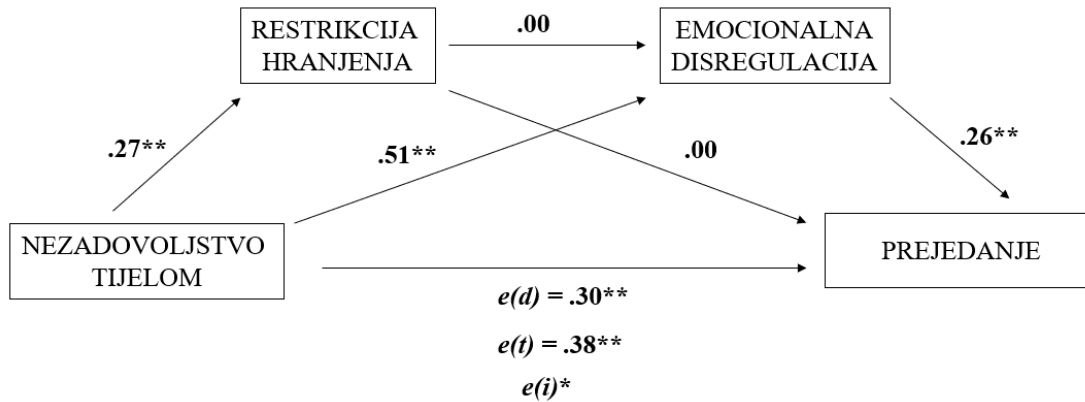 RESTRIKCIJA
HRANJENJA
.00
EMOCIONALNA
DISREGULACIJA
.27**
.51**
.00
.26**
NEZADOVOLJSTVO
TIJELOM
PREJEDANJE
e(d) = .30**
e(t) = .38**
e(i)*